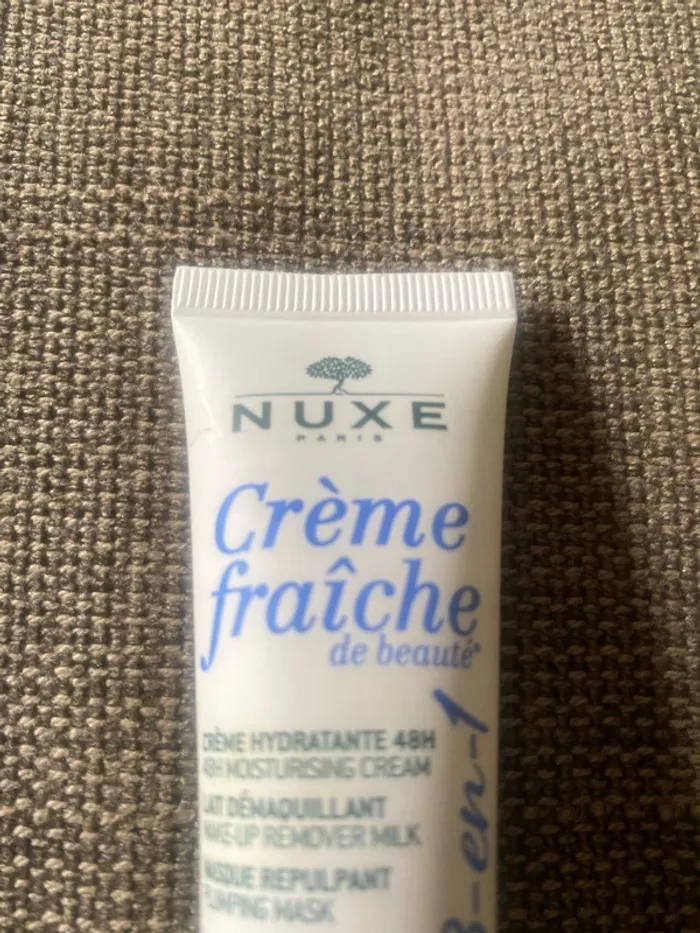 NUXE
PARIS
Crème
fraîche
de beauté
CRÈME HYDRATANTE 48H
48H MOISTURISING CREAM
LAIT DÉMAQUILLANT
MAKE-UP REMOVER MILK
MASQUE REPULPANT
PLUMPING MASK
3-en-1